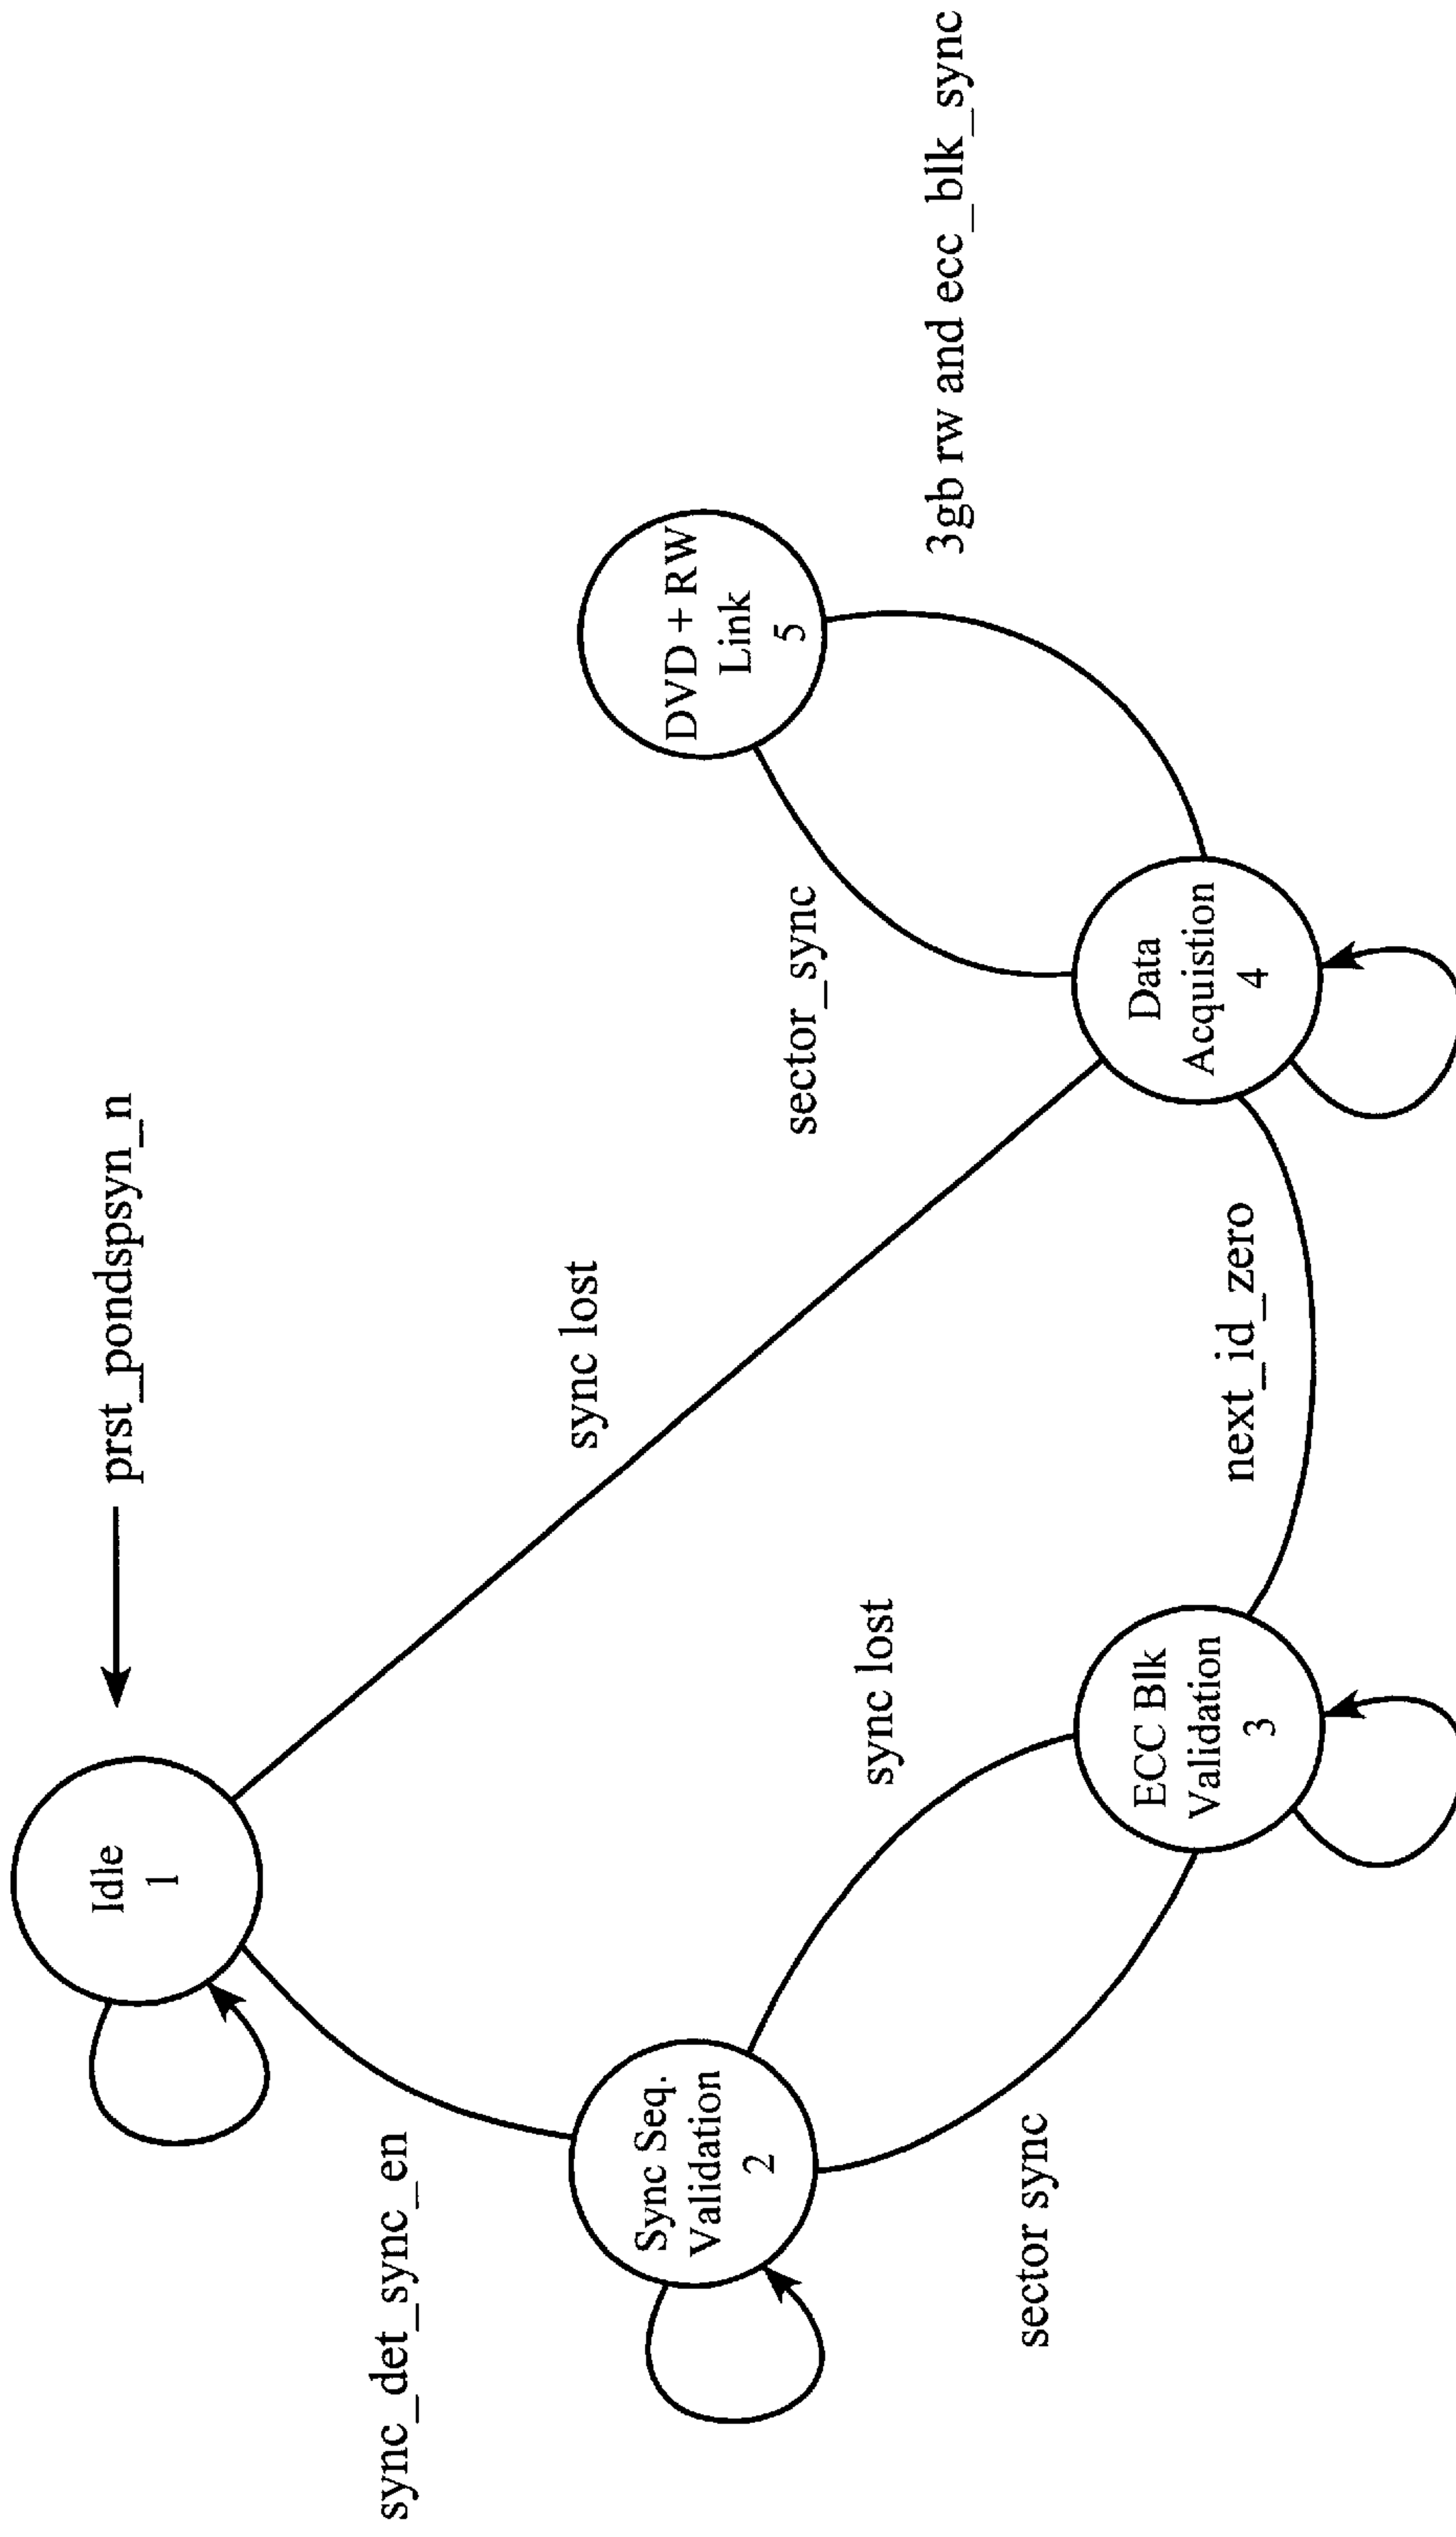 prst_pondspsyn_n
Idle
1
sync_det_sync_en
sync lost
Sync Seq.
Validation
2
sync lost
sector sync
ECC Blk
Validation
3
next_id_zero
sector_sync
Data
Acquistion
4
DVD + RW
Link
5
3gb rw and ecc_blk_sync